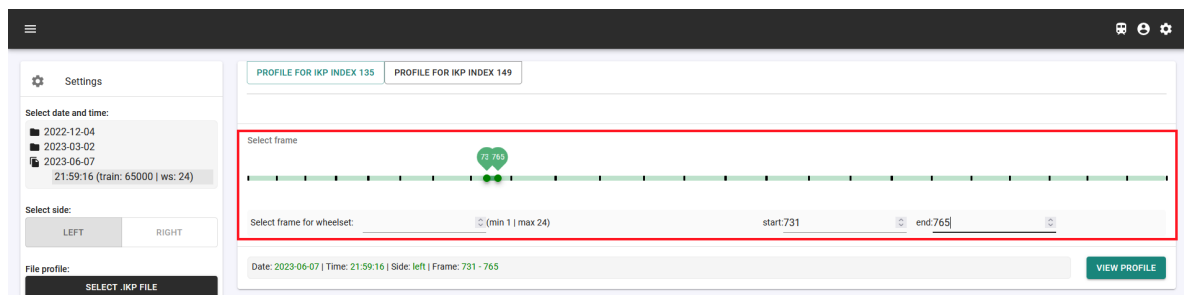 Settings
Select date and time:
2022-12-04
2023-03-02
2023-06-07
21:59:16 (train: 65000 | ws: 24)
Select side:
LEFT RIGHT
File profile:
SELECT .IKP FILE
PROFILE FOR IKP INDEX 135 PROFILE FOR IKP INDEX 149
Select frame
73 765
Select frame for wheelset: (min 1 | max 24) start:731 end:765
Date: 2023-06-07 | Time: 21:59:16 | Side: left | Frame: 731 - 765
VIEW PROFILE